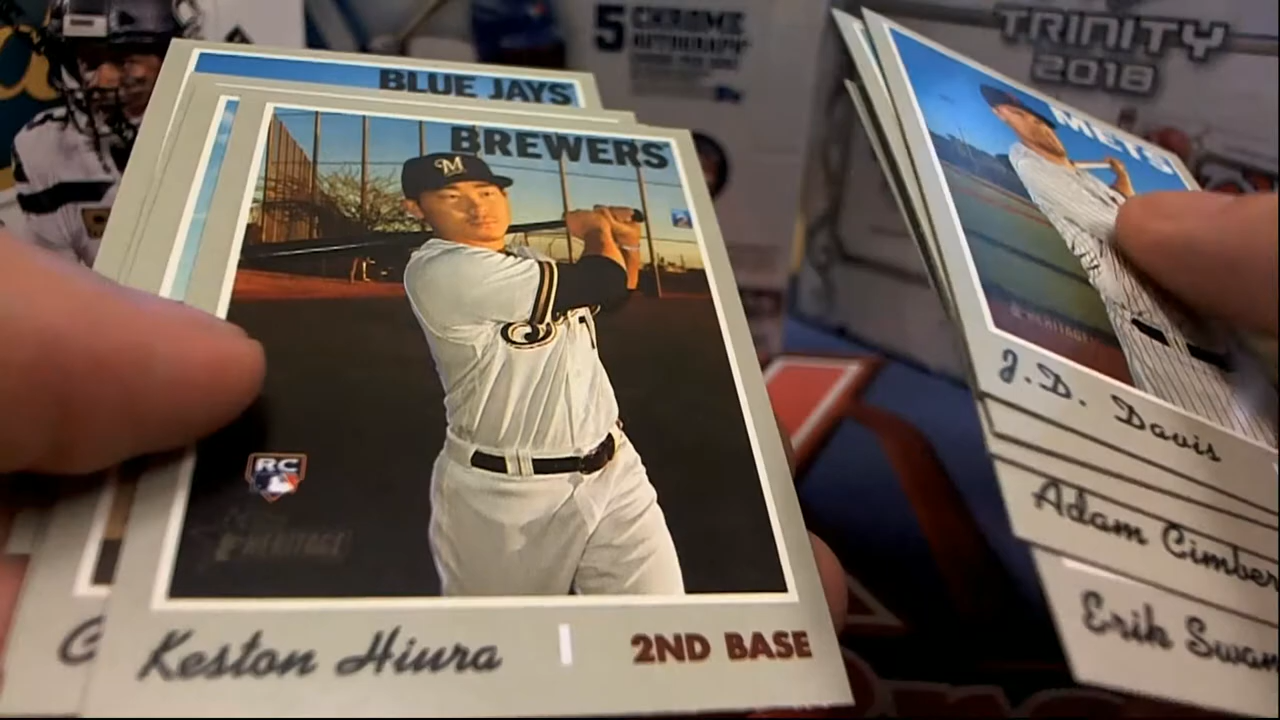 5 CHROME
AUTOGRAPH
TRINITY
2018
BLUE JAYS
BREWERS
M
METS
RC
HERITAGE
HERITAGE
J.D. Davis
Adam Cimber
Erik Swan
Keston Hiura | 2ND BASE